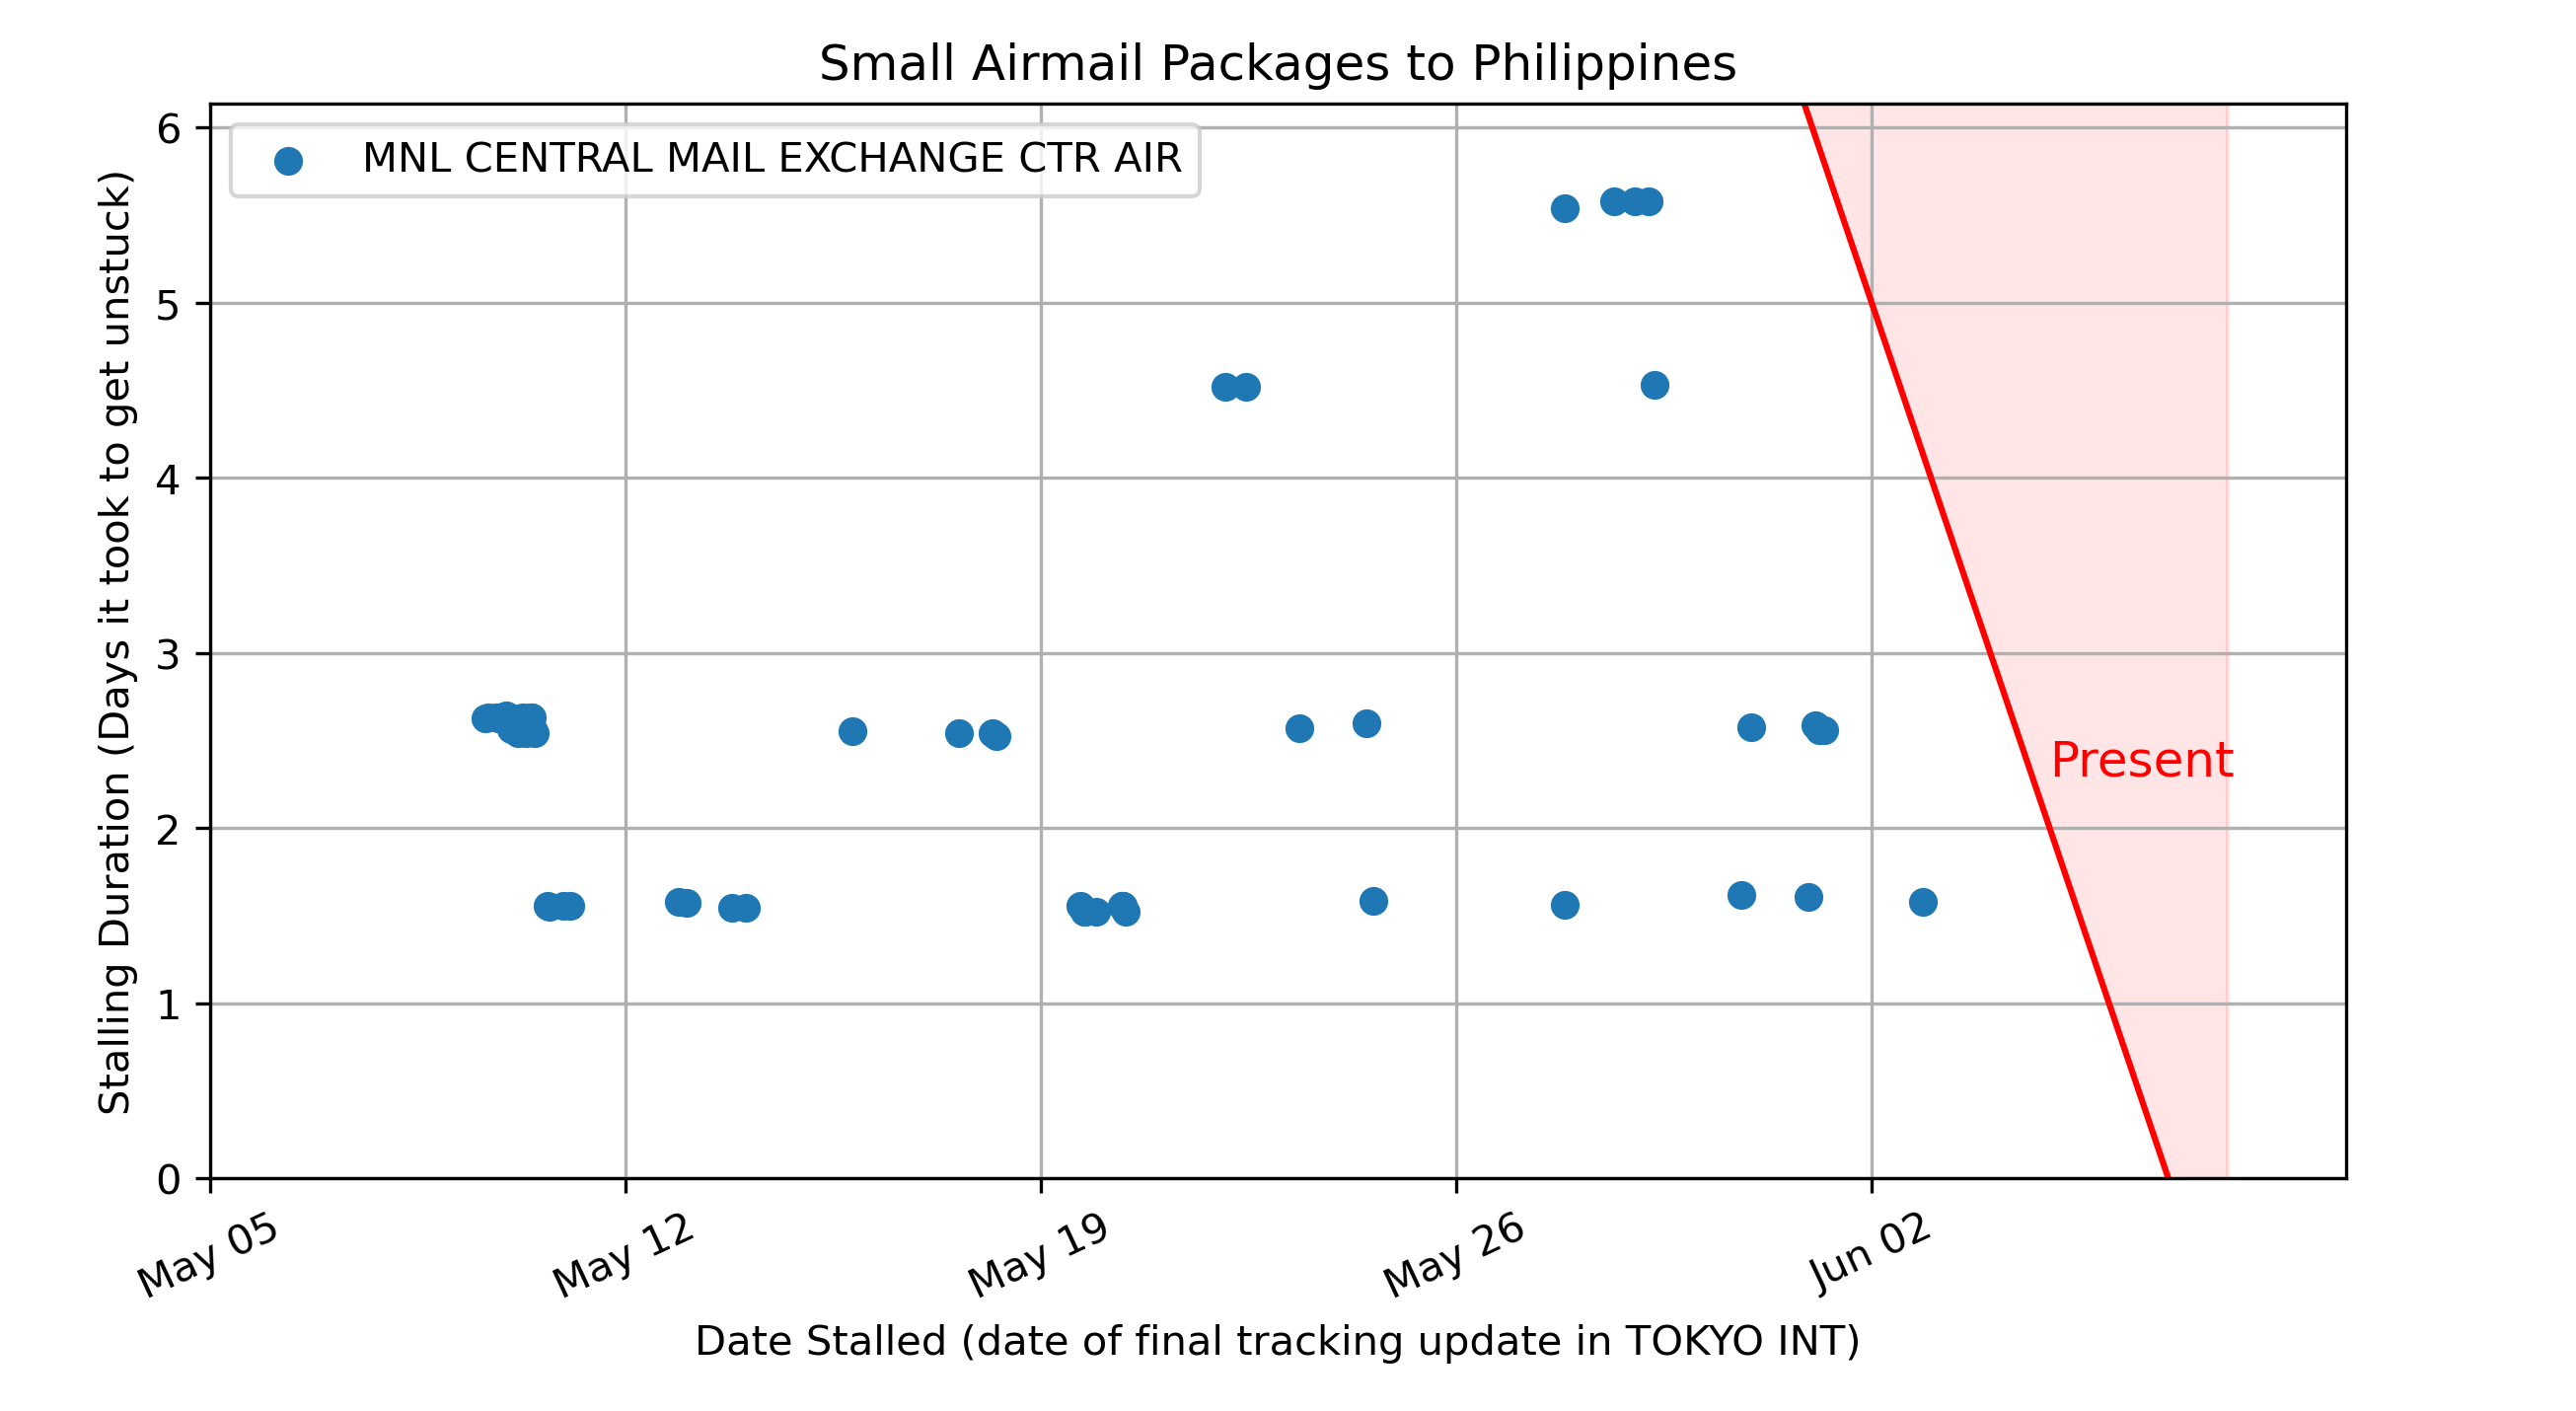 Small Airmail Packages to Philippines
MNL CENTRAL MAIL EXCHANGE CTR AIR
Stalling Duration (Days it took to get unstuck)
6
5
4
3
2
1
0
Present
May 05
May 12
May 19
May 26
Jun 02
Date Stalled (date of final tracking update in TOKYO INT)